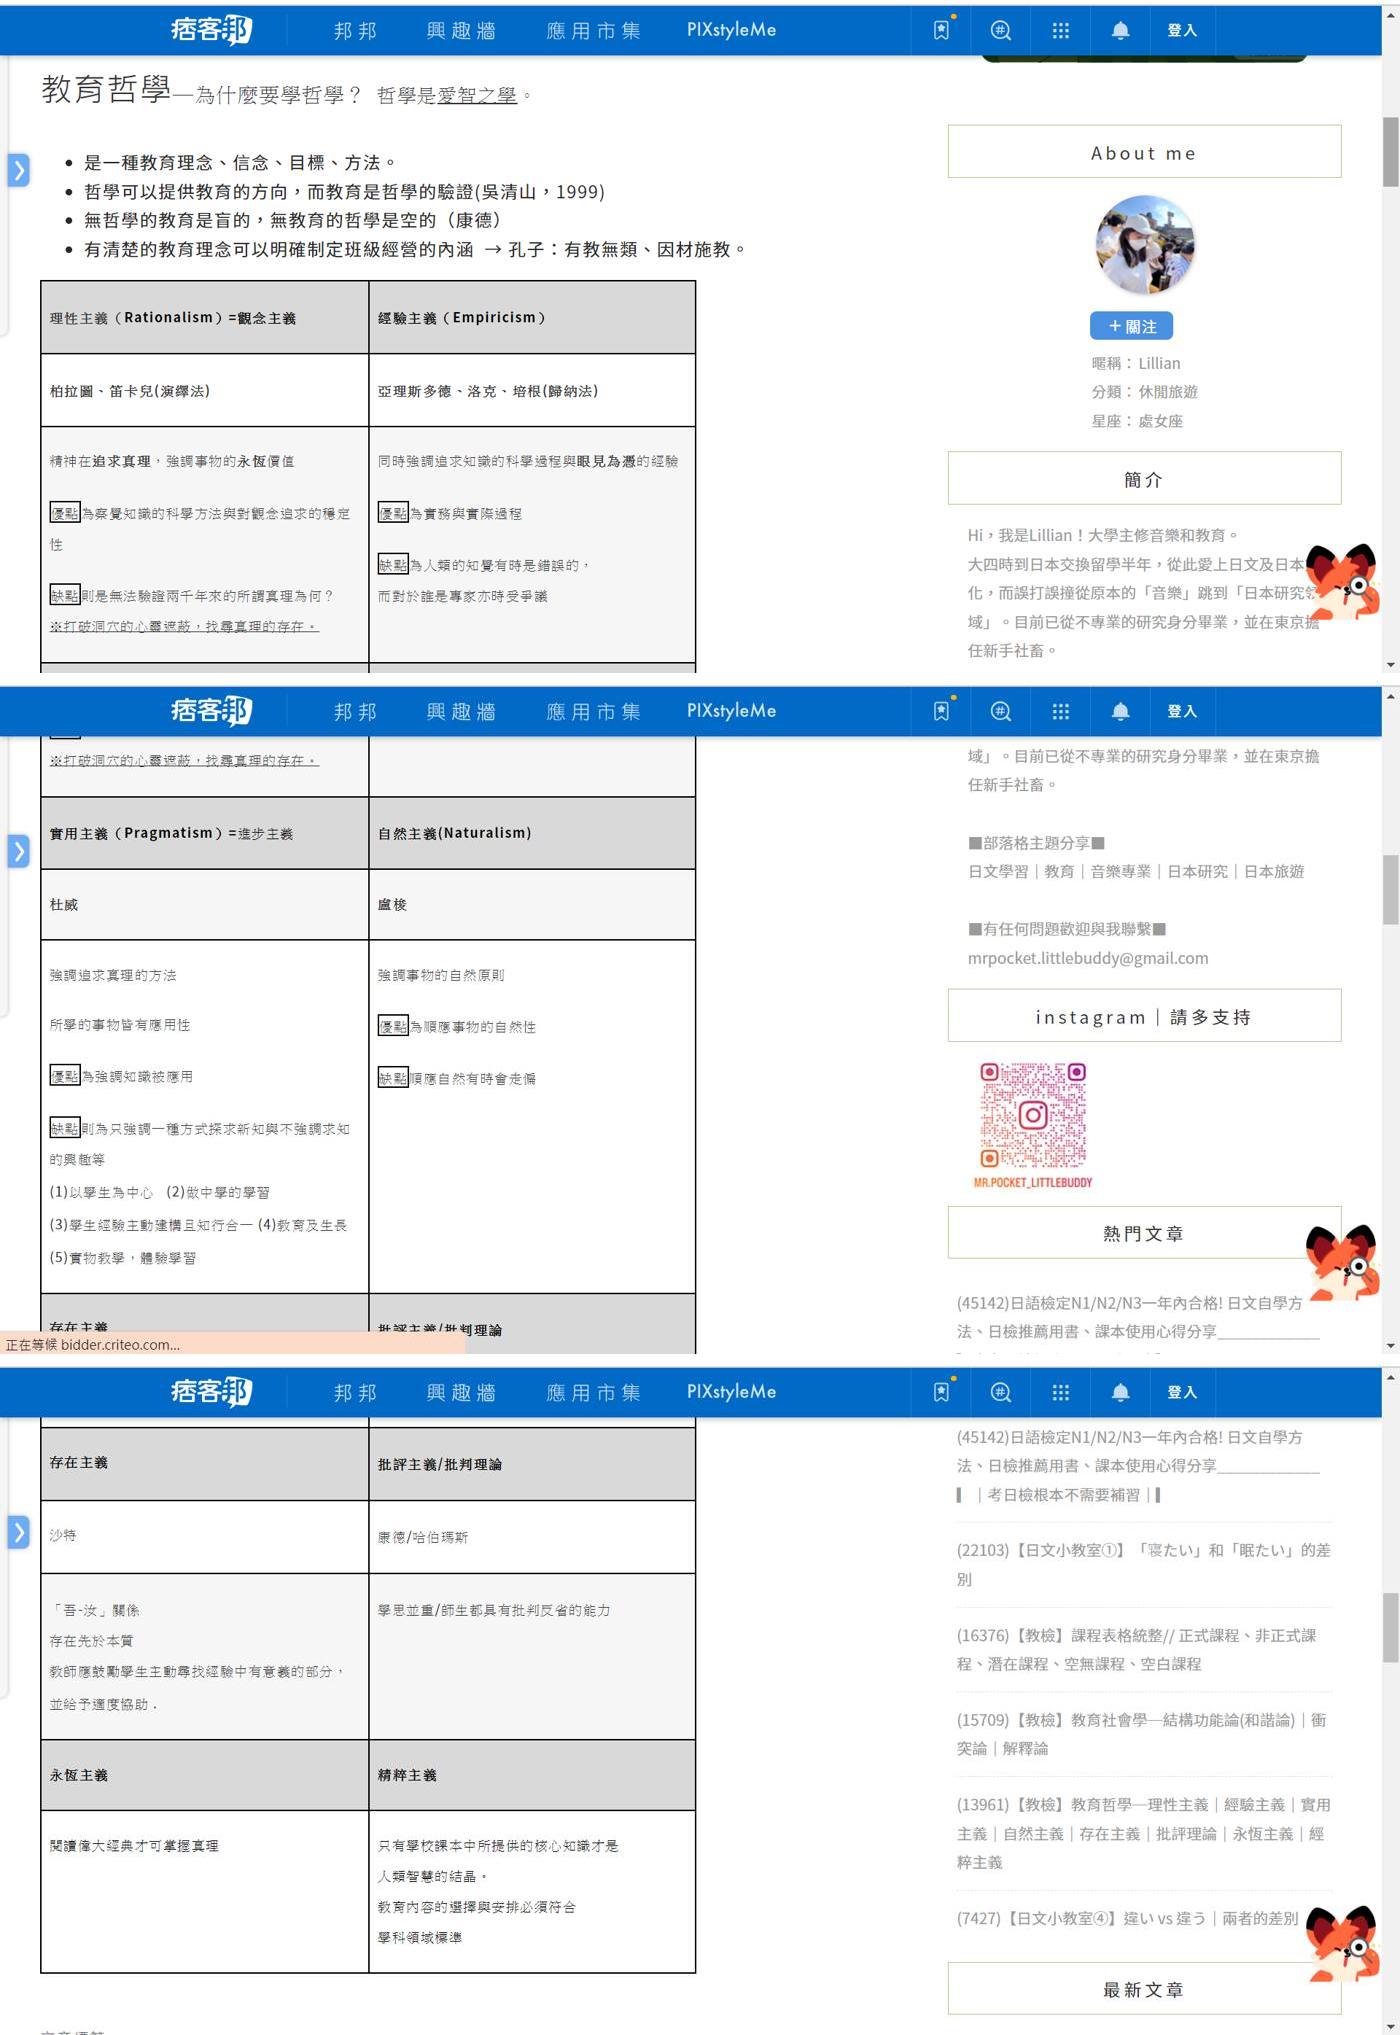 痞客邦 邦邦 興趣牆 應用市集 PIXstyleMe 登入
教育哲學—為什麼要學哲學? 哲學是愛智之學。
• 是一種教育理念、信念、目標、方法。
• 哲學可以提供教育的方向，而教育是哲學的驗證(吳清山，1999)
• 無哲學的教育是盲的，無教育的哲學是空的（康德）
• 有清楚的教育理念可以明確制定班級經營的內涵 → 孔子：有教無類、因材施教。
理性主義（Rationalism）=觀念主義
經驗主義（Empiricism）
柏拉圖、笛卡兒(演繹法)
亞理斯多德、洛克、培根(歸納法)
精神在追求真理，強調事物的永恆價值
優點為察覺知識的科學方法與對觀念追求的穩定
性
缺點則是無法驗證兩千年來的所謂真理為何？
※打破洞穴的心靈遮蔽，找尋真理的存在。
同時強調追求知識的科學過程與眼見為憑的經驗
優點為實務與實際過程
缺點為人類的知覺有時是錯誤的，
而對於誰是專家亦時受爭議
About me
＋關注
暱稱： Lillian
分類： 休閒旅遊
星座： 處女座
簡介
Hi，我是Lillian！大學主修音樂和教育。
大四時到日本交換留學半年，從此愛上日文及日本
化，而誤打誤撞從原本的「音樂」跳到「日本研究領
域」。目前已從不專業的研究身分畢業，並在東京擔
任新手社畜。
痞客邦 邦邦 興趣牆 應用市集 PIXstyleMe 登入
※打破洞穴的心靈遮蔽，找尋真理的存在。
實用主義（Pragmatism）=進步主義
自然主義(Naturalism)
杜威
盧梭
強調追求真理的方法
所學的事物皆有應用性
優點為強調知識被應用
缺點則為只強調一種方式探求新知與不強調求知
的興趣等
(1)以學生為中心 (2)做中學的學習
(3)學生經驗主動建構且知行合一 (4)教育及生長
(5)實物教學，體驗學習
強調事物的自然原則
優點為順應事物的自然性
缺點順應自然有時會走偏
存在主義
批評主義/批判理論
正在等候 bidder.criteo.com...
域」。目前已從不專業的研究身分畢業，並在東京擔
任新手社畜。
■部落格主題分享■
日文學習｜教育｜音樂專業｜日本研究｜日本旅遊
■有任何問題歡迎與我聯繫■
mrpocket.littlebuddy@gmail.com
instagram｜請多支持
MR.POCKET_LITTLEBUDDY
熱門文章
(45142)日語檢定N1/N2/N3一年內合格! 日文自學方
法、日檢推薦用書、課本使用心得分享____________
痞客邦 邦邦 興趣牆 應用市集 PIXstyleMe 登入
存在主義
批評主義/批判理論
沙特
康德/哈伯瑪斯
「吾-汝」關係
存在先於本質
教師應鼓勵學生主動尋找經驗中有意義的部分，
並給予適度協助．
學思並重/師生都具有批判反省的能力
永恆主義
精粹主義
閱讀偉大經典才可掌握真理
只有學校課本中所提供的核心知識才是
人類智慧的結晶。
教育內容的選擇與安排必須符合
學科領域標準
(45142)日語檢定N1/N2/N3一年內合格! 日文自學方
法、日檢推薦用書、課本使用心得分享____________
▎｜考日檢根本不需要補習｜▎
(22103)【日文小教室①】「寝たい」和「眠たい」的差
別
(16376)【教檢】課程表格統整// 正式課程、非正式課
程、潛在課程、空無課程、空白課程
(15709)【教檢】教育社會學─結構功能論(和諧論)｜衝
突論｜解釋論
(13961)【教檢】教育哲學─理性主義｜經驗主義｜實用
主義｜自然主義｜存在主義｜批評理論｜永恆主義｜經
粹主義
(7427)【日文小教室④】違い vs 違う｜兩者的差別
最新文章